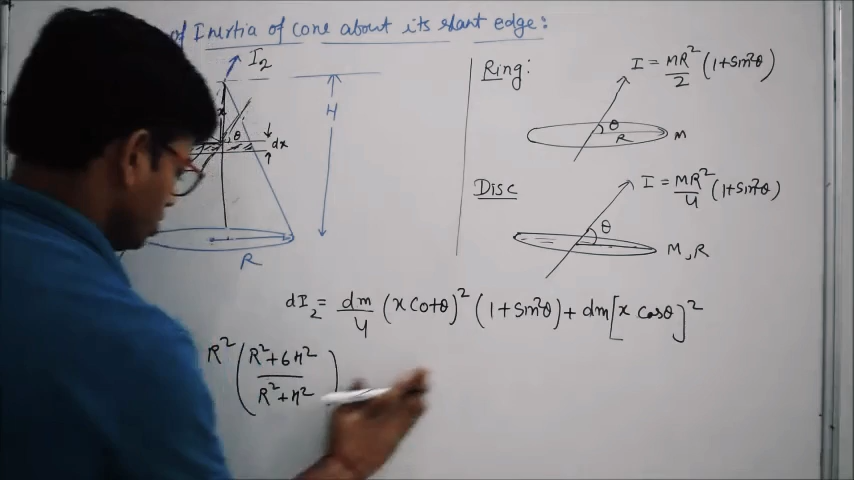 of Inertia of cone about its slant edge:
I₂
H
x
θ
dx
R
Ring:
I = MR²/2 (1+Sin²θ)
θ
R
M
Disc
I = MR²/4 (1+Sin²θ)
θ
M, R
dI₂ = dm/4 (x Cotθ)² (1+Sin²θ) + dm[x Cosθ]²
R² (R²+6H²/R²+H²)